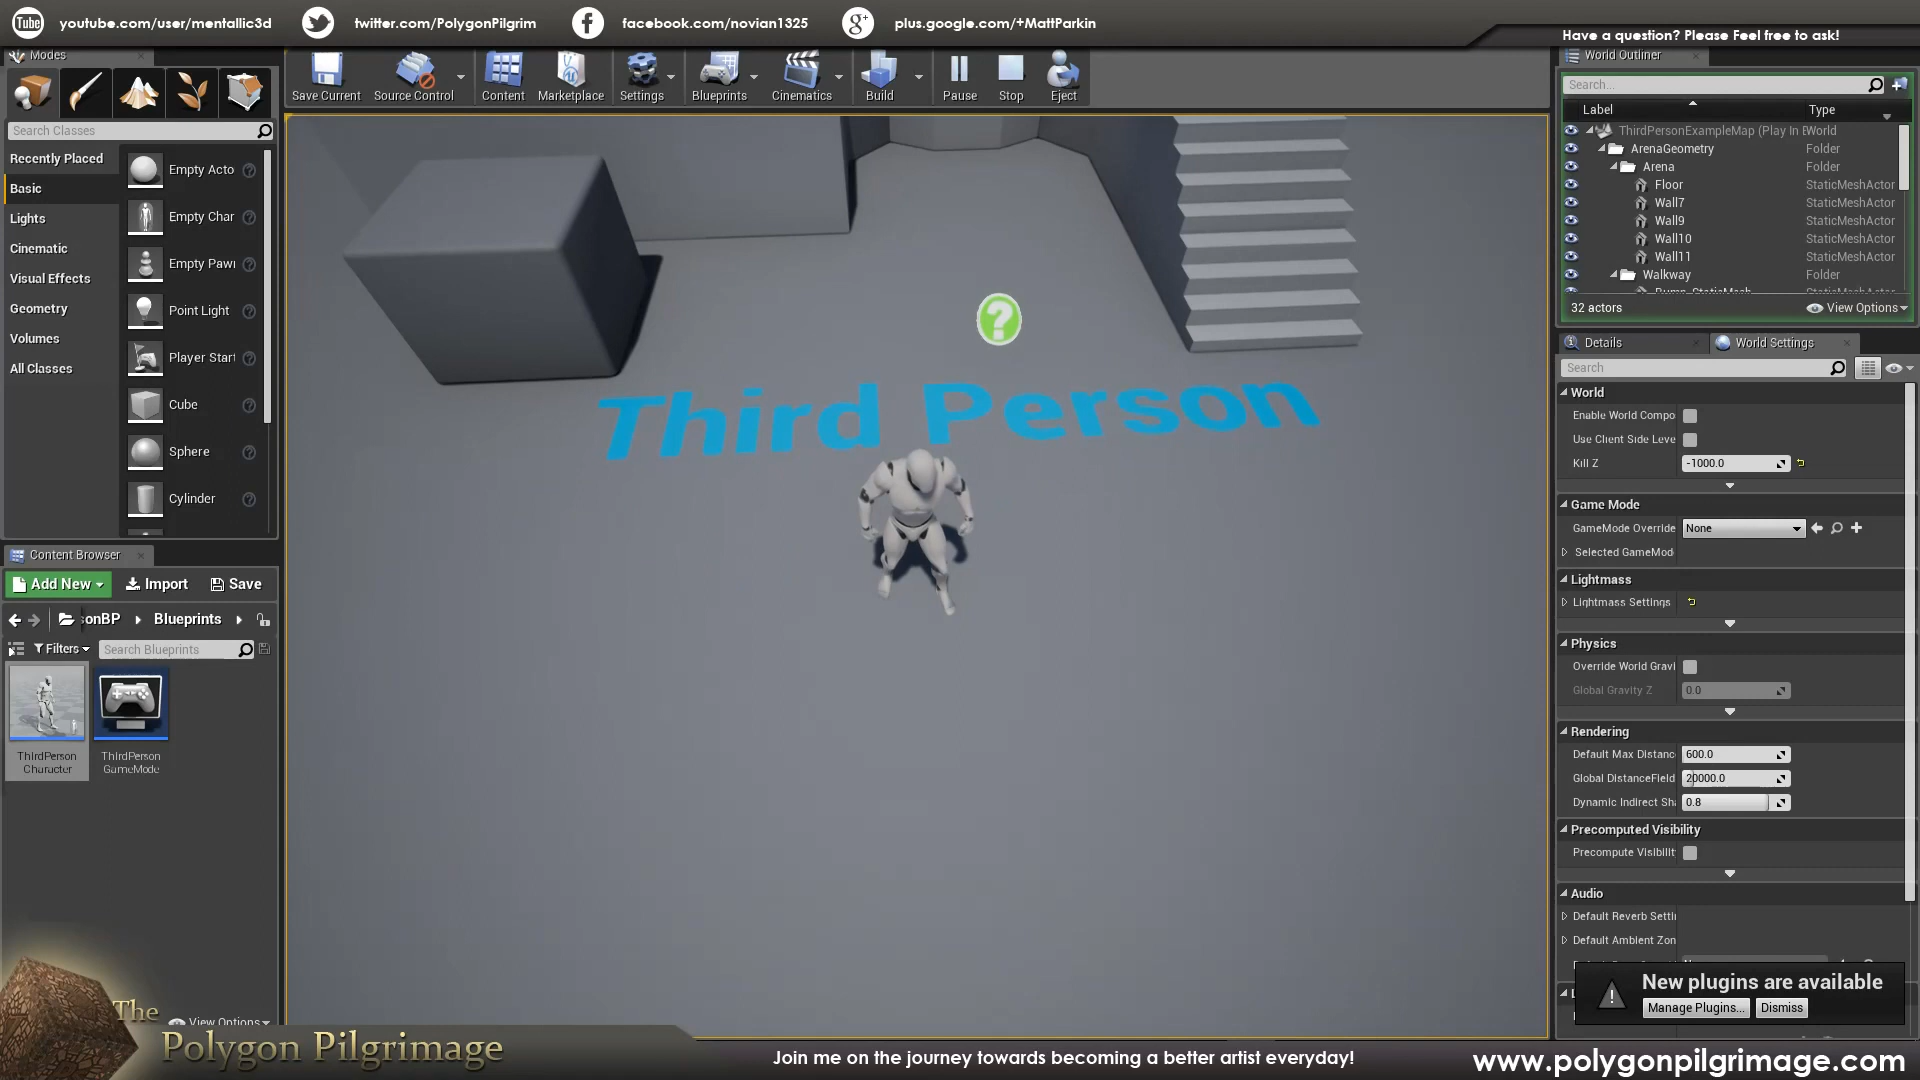 You Tube youtube.com/user/mentallic3d twitter.com/PolygonPilgrim facebook.com/novian1325 g+ plus.google.com/+MattParkin
Have a question? Please Feel free to ask!
Modes
World Outliner
Save Current Source Control Content Marketplace Settings Blueprints Cinematics Build Pause Stop Eject
Search Classes
Recently Placed
Basic
Lights
Cinematic
Visual Effects
Geometry
Volumes
All Classes
Empty Acto
Empty Char
Empty Pawn
Point Light
Player Start
Cube
Sphere
Cylinder
Content Browser
Add New Import Save
sonBP Blueprints
Filters Search Blueprints
ThirdPerson
Character
ThirdPerson
GameMode
View Options
Third Person
Search...
Label Type
ThirdPersonExampleMap (Play In E World
ArenaGeometry Folder
Arena Folder
Floor StaticMeshActor
Wall7 StaticMeshActor
Wall9 StaticMeshActor
Wall10 StaticMeshActor
Wall11 StaticMeshActor
Walkway Folder
Bump_StaticMesh StaticMeshActor
32 actors View Options
Details World Settings
Search
World
Enable World Compo
Use Client Side Leve
Kill Z -1000.0
Game Mode
GameMode Override None
Selected GameMod
Lightmass
Lightmass Settings
Physics
Override World Gravi
Global Gravity Z 0.0
Rendering
Default Max Distanc 600.0
Global DistanceField 20000.0
Dynamic Indirect Sha 0.8
Precomputed Visibility
Precompute Visibilit
Audio
Default Reverb Setti
Default Ambient Zon
New plugins are available
Manage Plugins... Dismiss
The
Polygon Pilgrimage
Join me on the journey towards becoming a better artist everyday!
www.polygonpilgrimage.com